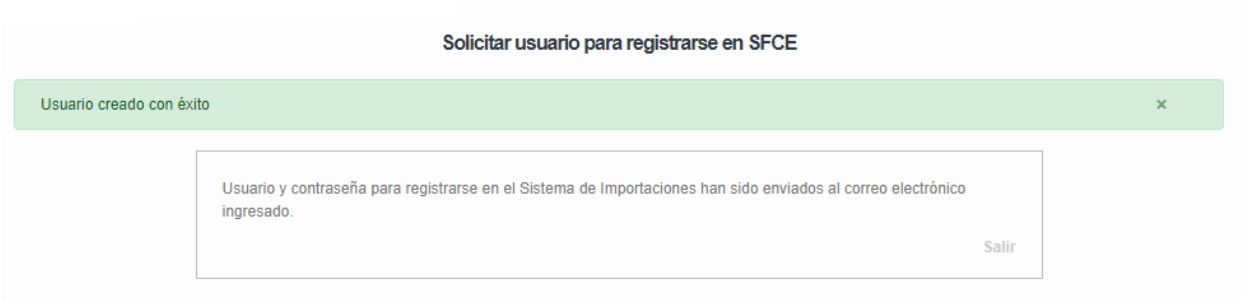 Solicitar usuario para registrarse en SFCE
Usuario creado con éxito ×
Usuario y contraseña para registrarse en el Sistema de Importaciones han sido enviados al correo electrónico
ingresado.
Salir